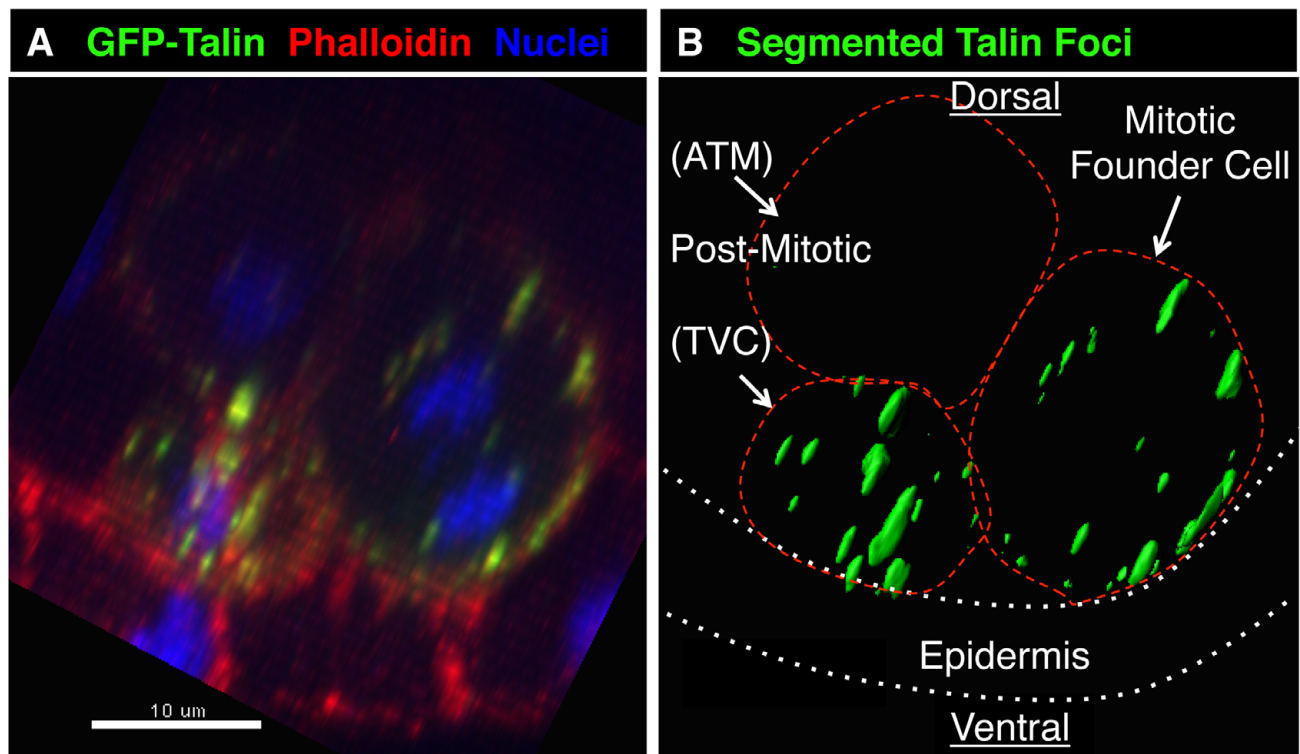 A GFP-Talin Phalloidin Nuclei
10 um
B Segmented Talin Foci
Dorsal
(ATM)
Mitotic
Founder Cell
Post-Mitotic
(TVC)
Epidermis
Ventral